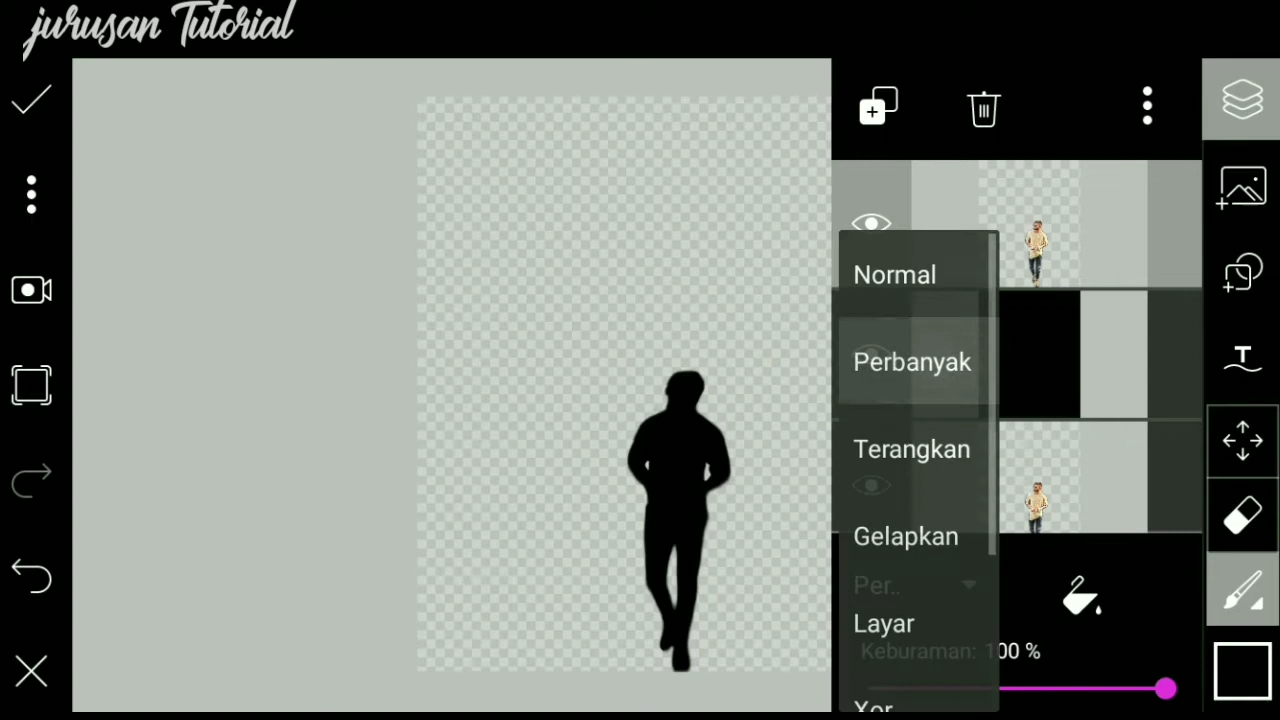 jurusan Tutorial
Normal
Perbanyak
Terangkan
Gelapkan
Per..
Layar
Keburaman: 100 %
Xor
T